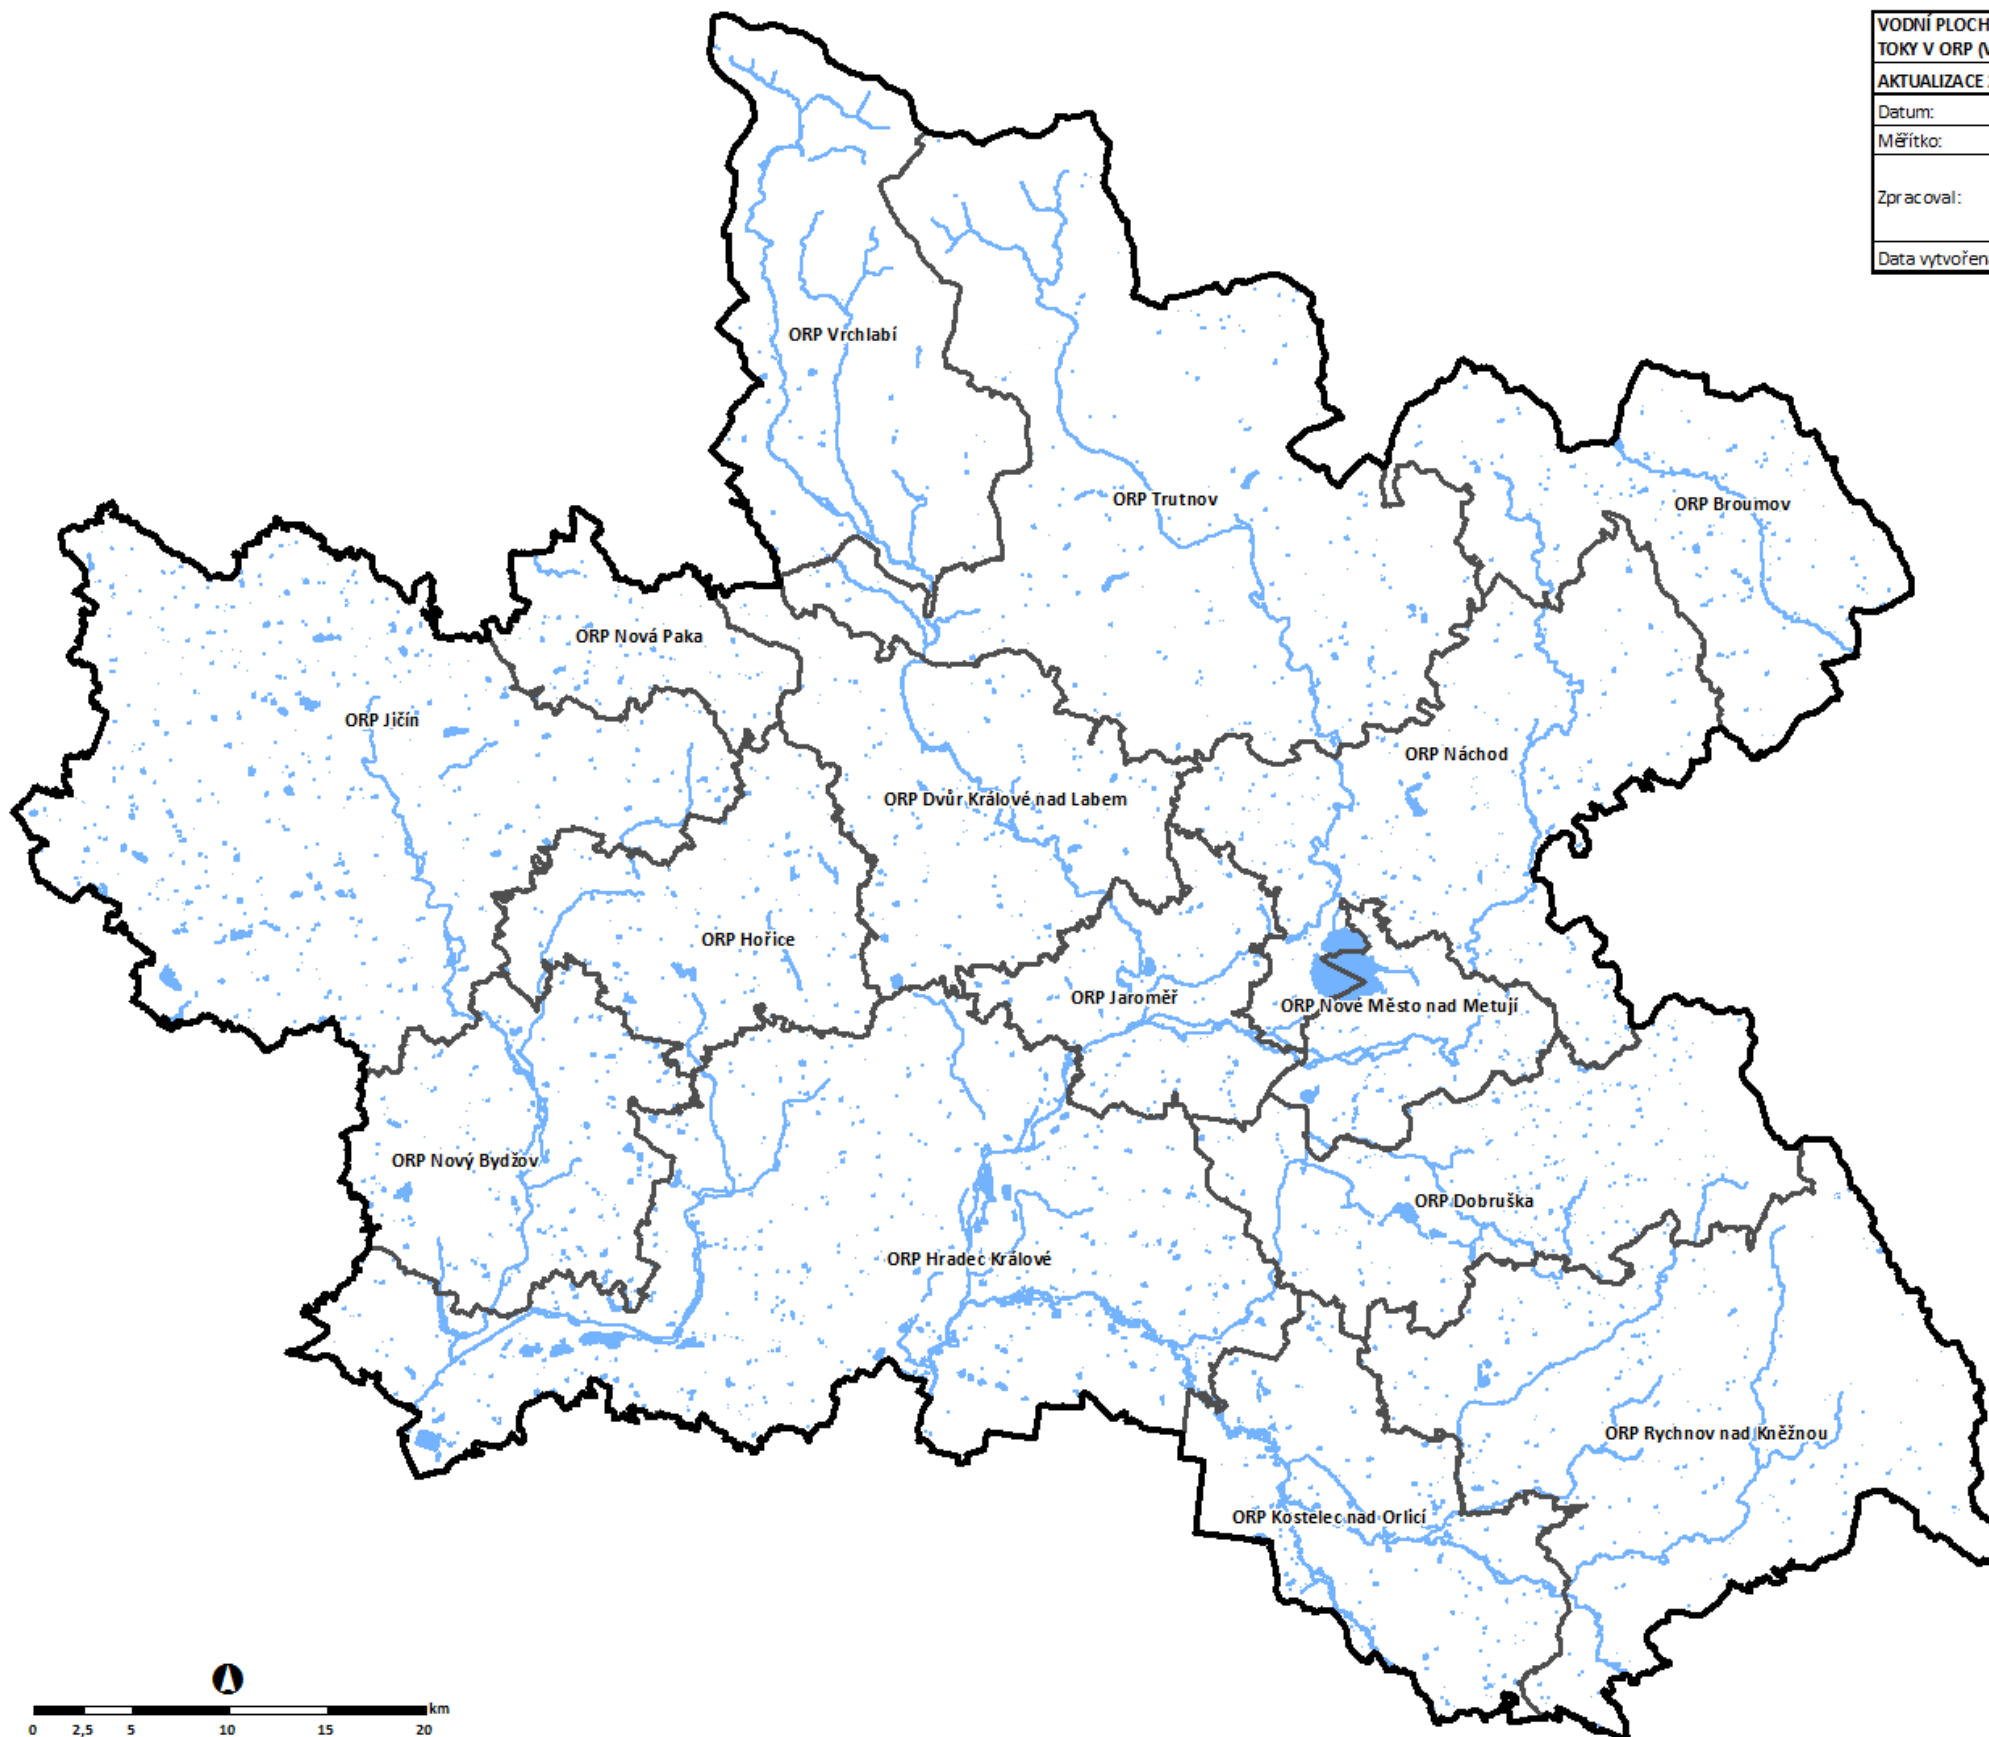 VODNÍ PLOCH
TOKY V ORP (V
AKTUALIZACE
Datum:
Měřítko:
Zpracoval:
Data vytvořena
ORP Vrchlabí
ORP Trutnov
ORP Broumov
ORP Nová Paka
ORP Jičín
ORP Náchod
ORP Dvůr Králové nad Labem
ORP Hořice
ORP Jaroměř
ORP Nové Město nad Metují
ORP Nový Bydžov
ORP Dobruška
ORP Hradec Králové
ORP Rychnov nad Kněžnou
ORP Kostelec nad Orlicí
km
0 2,5 5 10 15 20